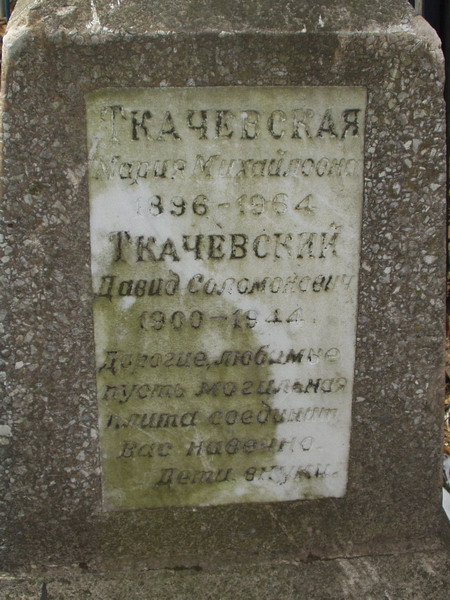 ТКАЧЕВСКАЯ
Мария Михайловна
1896-1964
ТКАЧЕВСКИЙ
Давид Соломонович
1900-1944
Дорогие, любимые
пусть могильная
плита соединит
вас навечно.
Дети. внуки.